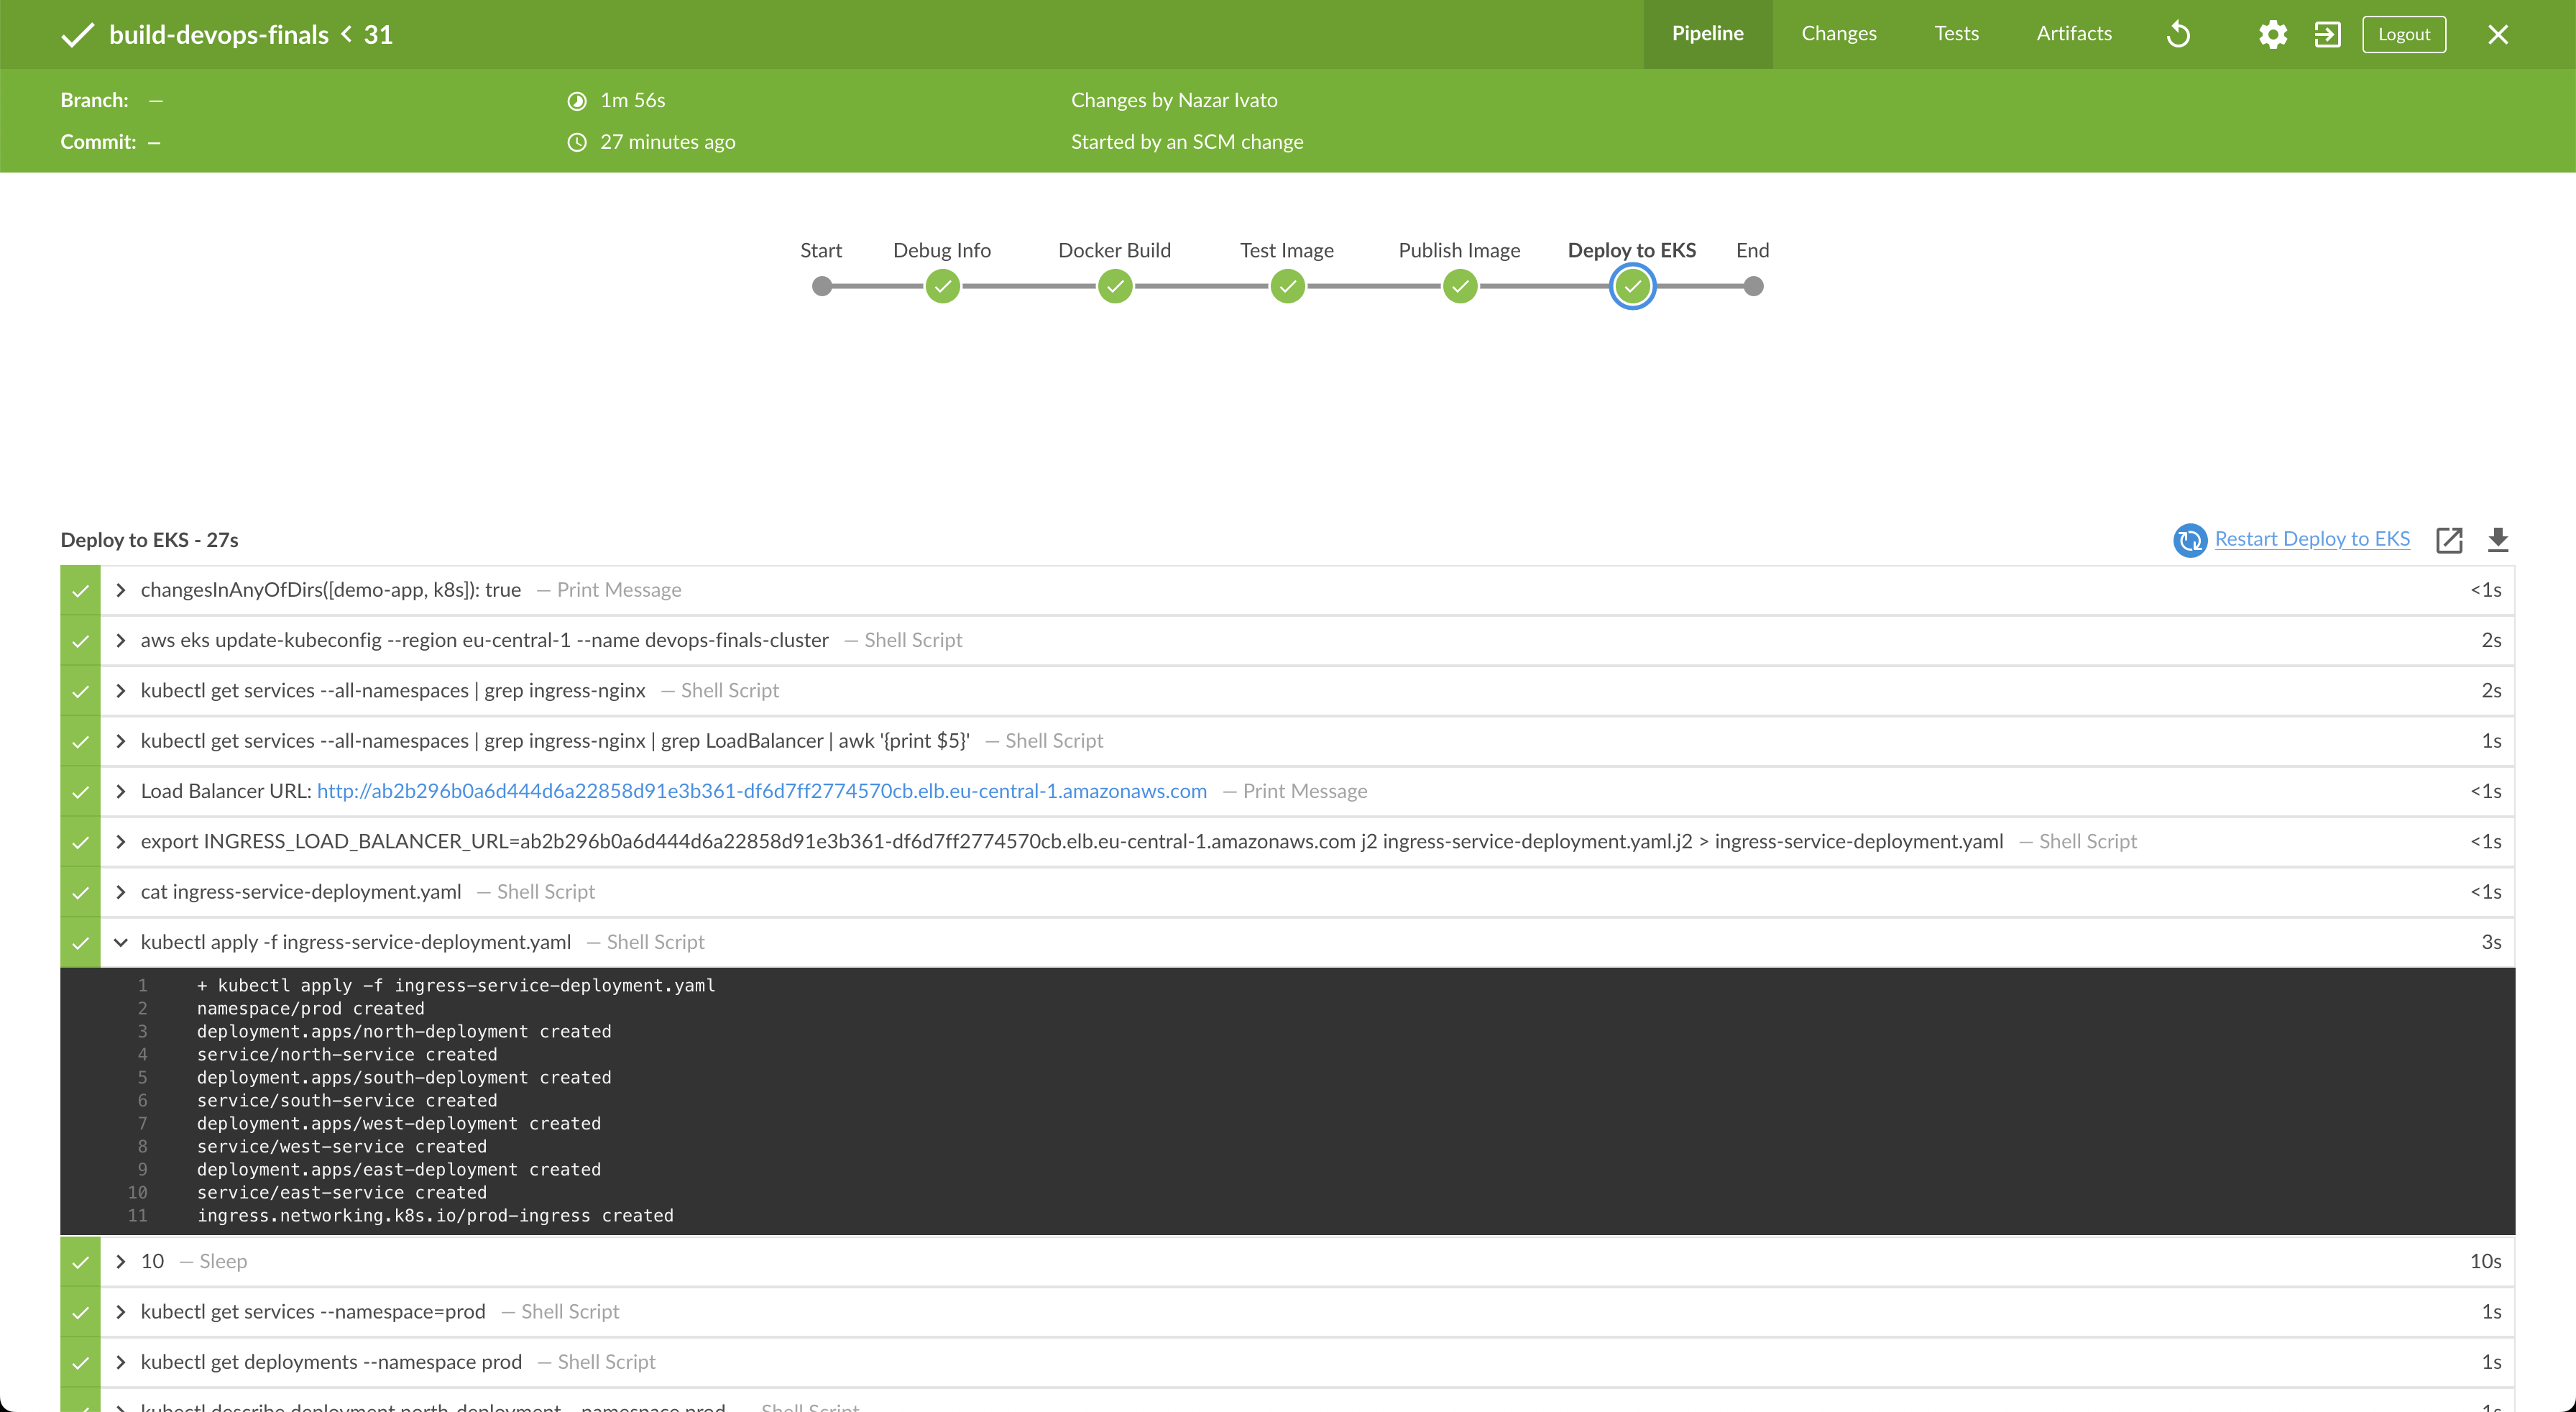 build-devops-finals < 31
Pipeline
Changes
Tests
Artifacts
Logout
Branch: —
1m 56s
Changes by Nazar Ivato
Commit: —
27 minutes ago
Started by an SCM change
Start
Debug Info
Docker Build
Test Image
Publish Image
Deploy to EKS
End
Deploy to EKS - 27s
Restart Deploy to EKS
changesInAnyOfDirs([demo-app, k8s]): true — Print Message <1s
aws eks update-kubeconfig --region eu-central-1 --name devops-finals-cluster — Shell Script 2s
kubectl get services --all-namespaces | grep ingress-nginx — Shell Script 2s
kubectl get services --all-namespaces | grep ingress-nginx | grep LoadBalancer | awk '{print $5}' — Shell Script 1s
Load Balancer URL: http://ab2b296b0a6d444d6a22858d91e3b361-df6d7ff2774570cb.elb.eu-central-1.amazonaws.com — Print Message <1s
export INGRESS_LOAD_BALANCER_URL=ab2b296b0a6d444d6a22858d91e3b361-df6d7ff2774570cb.elb.eu-central-1.amazonaws.com j2 ingress-service-deployment.yaml.j2 > ingress-service-deployment.yaml — Shell Script <1s
cat ingress-service-deployment.yaml — Shell Script <1s
kubectl apply -f ingress-service-deployment.yaml — Shell Script 3s
1 + kubectl apply -f ingress-service-deployment.yaml
2 namespace/prod created
3 deployment.apps/north-deployment created
4 service/north-service created
5 deployment.apps/south-deployment created
6 service/south-service created
7 deployment.apps/west-deployment created
8 service/west-service created
9 deployment.apps/east-deployment created
10 service/east-service created
11 ingress.networking.k8s.io/prod-ingress created
10 — Sleep 10s
kubectl get services --namespace=prod — Shell Script 1s
kubectl get deployments --namespace prod — Shell Script 1s
kubectl describe deployment north-deployment --namespace prod — Shell Script 1s